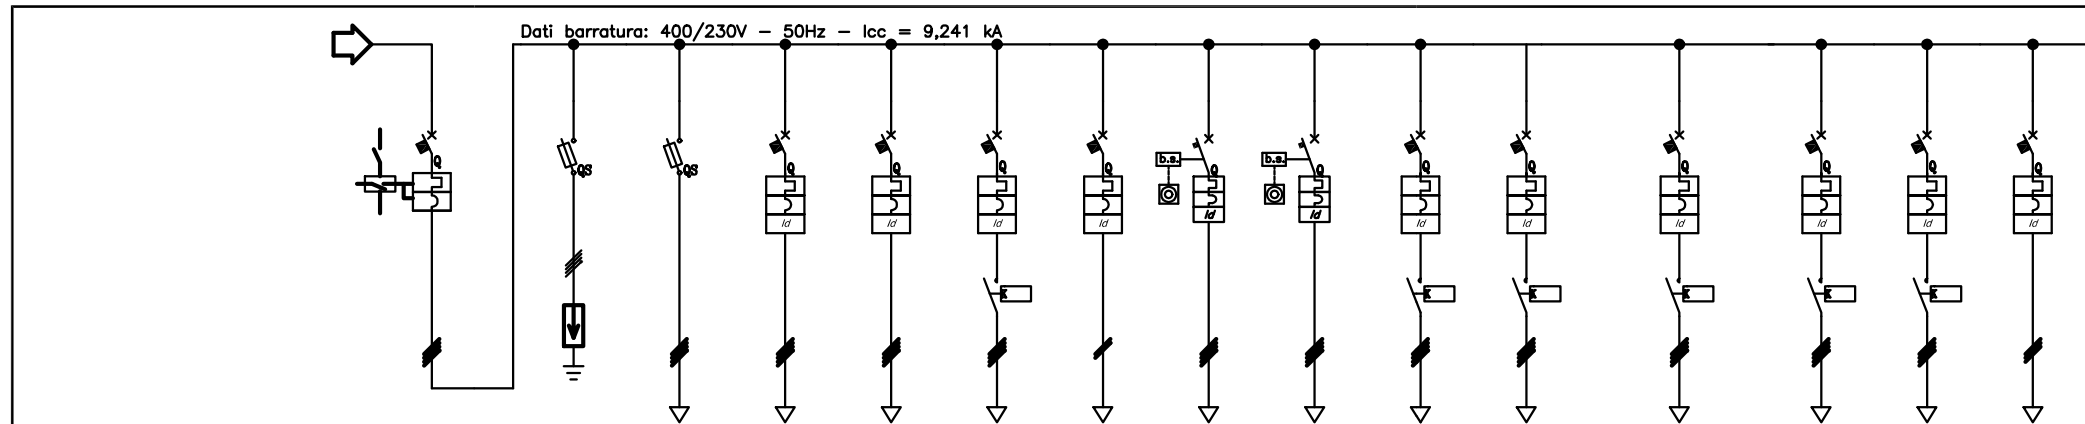 Dati barratura: 400/230V – 50Hz – Icc = 9,241 kA
Q QS QS Q Q Q Q b.s. Q b.s. Q Q Q Q Q Q Q
Id Id Id Id Id Id Id Id Id Id Id Id
K K K K K K